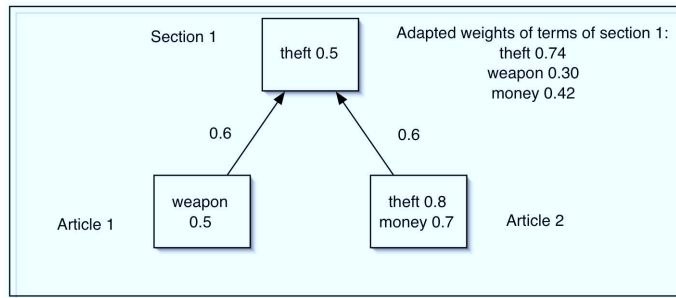 Section 1
theft 0.5
Adapted weights of terms of section 1:
theft 0.74
weapon 0.30
money 0.42
0.6
0.6
Article 1
weapon
0.5
theft 0.8
money 0.7
Article 2